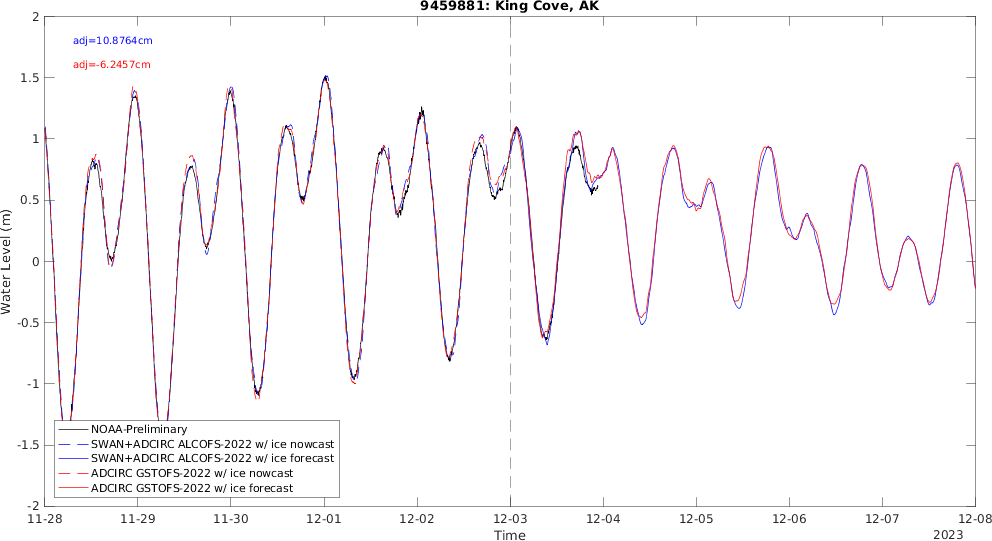 9459881: King Cove, AK
adj=10.8764cm
adj=-6.2457cm
2
1.5
1
0.5
0
-0.5
-1
-1.5
-2
Water Level (m)
NOAA-Preliminary
SWAN+ADCIRC ALCOFS-2022 w/ ice nowcast
SWAN+ADCIRC ALCOFS-2022 w/ ice forecast
ADCIRC GSTOFS-2022 w/ ice nowcast
ADCIRC GSTOFS-2022 w/ ice forecast
11-28 11-29 11-30 12-01 12-02 12-03 12-04 12-05 12-06 12-07 12-08
Time
2023